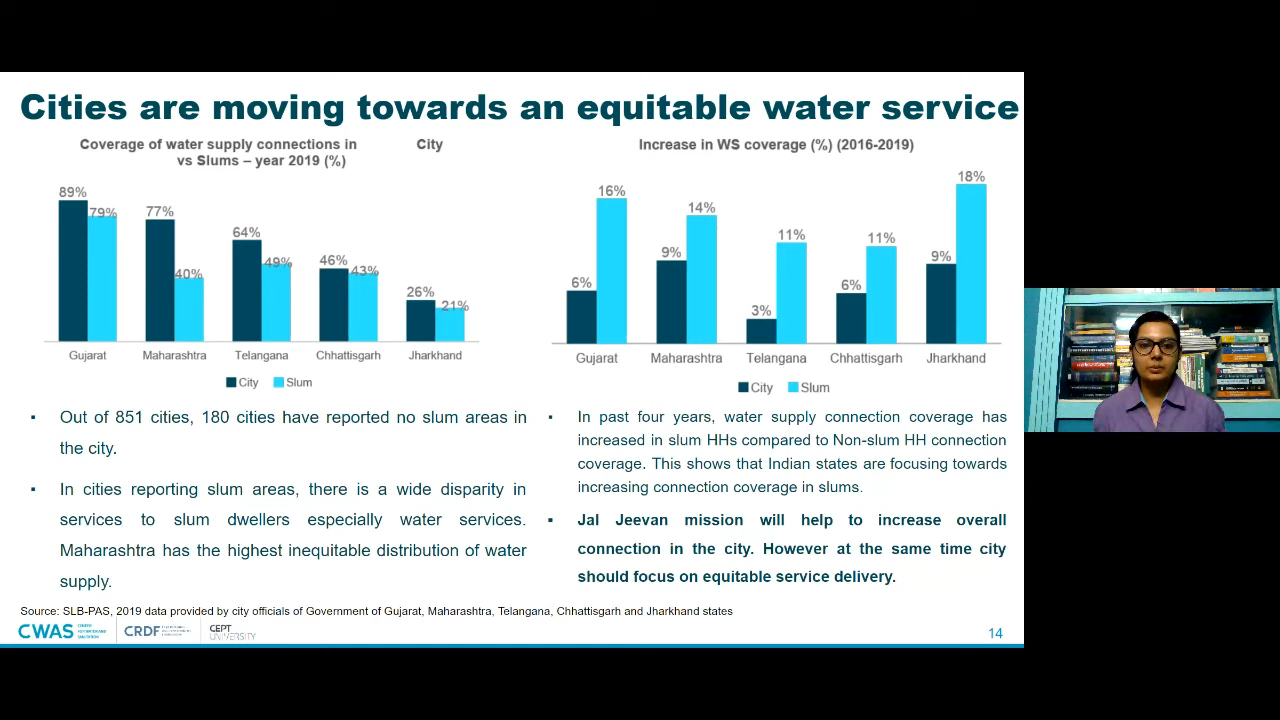 Cities are moving towards an equitable water service
Coverage of water supply connections in City
vs Slums – year 2019 (%)
89%
79%
77%
40%
64%
49%
46%
43%
26%
21%
Gujarat Maharashtra Telangana Chhattisgarh Jharkhand
City Slum
Increase in WS coverage (%) (2016-2019)
6%
16%
9%
14%
3%
11%
6%
11%
9%
18%
Gujarat Maharashtra Telangana Chhattisgarh Jharkhand
City Slum
▪ Out of 851 cities, 180 cities have reported no slum areas in
the city.
▪ In cities reporting slum areas, there is a wide disparity in
services to slum dwellers especially water services.
Maharashtra has the highest inequitable distribution of water
supply.
▪ In past four years, water supply connection coverage has
increased in slum HHs compared to Non-slum HH connection
coverage. This shows that Indian states are focusing towards
increasing connection coverage in slums.
▪ Jal Jeevan mission will help to increase overall
connection in the city. However at the same time city
should focus on equitable service delivery.
Source: SLB-PAS, 2019 data provided by city officials of Government of Gujarat, Maharashtra, Telangana, Chhattisgarh and Jharkhand states
CWAS
CRDF
CEPT
UNIVERSITY
14